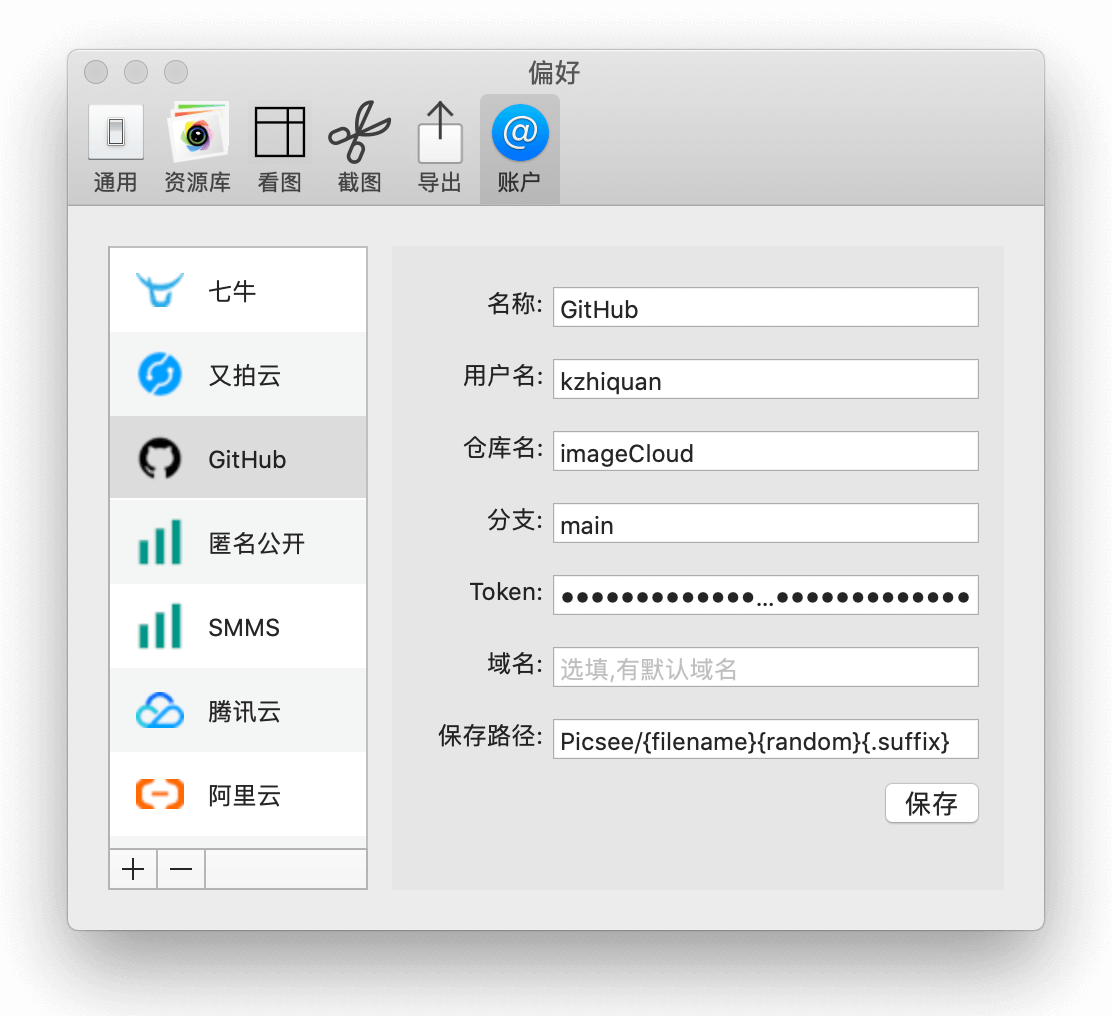 偏好
通用
资源库
看图
截图
导出
账户
七牛
又拍云
GitHub
匿名公开
SMMS
腾讯云
阿里云
名称: GitHub
用户名: kzhiquan
仓库名: imageCloud
分支: main
Token: ●●●●●●●●●●●●●...●●●●●●●●●●●●●
域名: 选填,有默认域名
保存路径: Picsee/{filename}{random}{.suffix}
保存